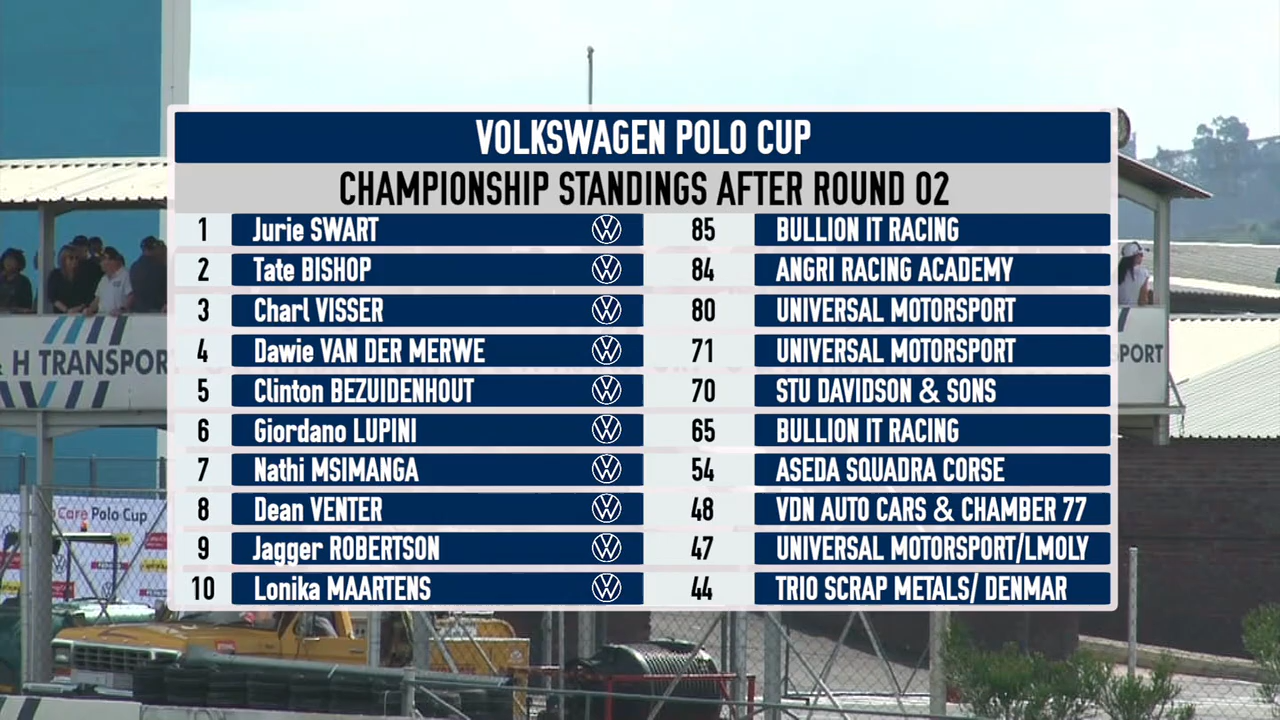 VOLKSWAGEN POLO CUP
CHAMPIONSHIP STANDINGS AFTER ROUND 02
1 Jurie SWART 85 BULLION IT RACING
2 Tate BISHOP 84 ANGRI RACING ACADEMY
3 Charl VISSER 80 UNIVERSAL MOTORSPORT
4 Dawie VAN DER MERWE 71 UNIVERSAL MOTORSPORT
5 Clinton BEZUIDENHOUT 70 STU DAVIDSON & SONS
6 Giordano LUPINI 65 BULLION IT RACING
7 Nathi MSIMANGA 54 ASEDA SQUADRA CORSE
8 Dean VENTER 48 VDN AUTO CARS & CHAMBER 77
9 Jagger ROBERTSON 47 UNIVERSAL MOTORSPORT/LMOLY
10 Lonika MAARTENS 44 TRIO SCRAP METALS/ DENMAR
& H TRANSPOR
PORT
Care Polo Cup